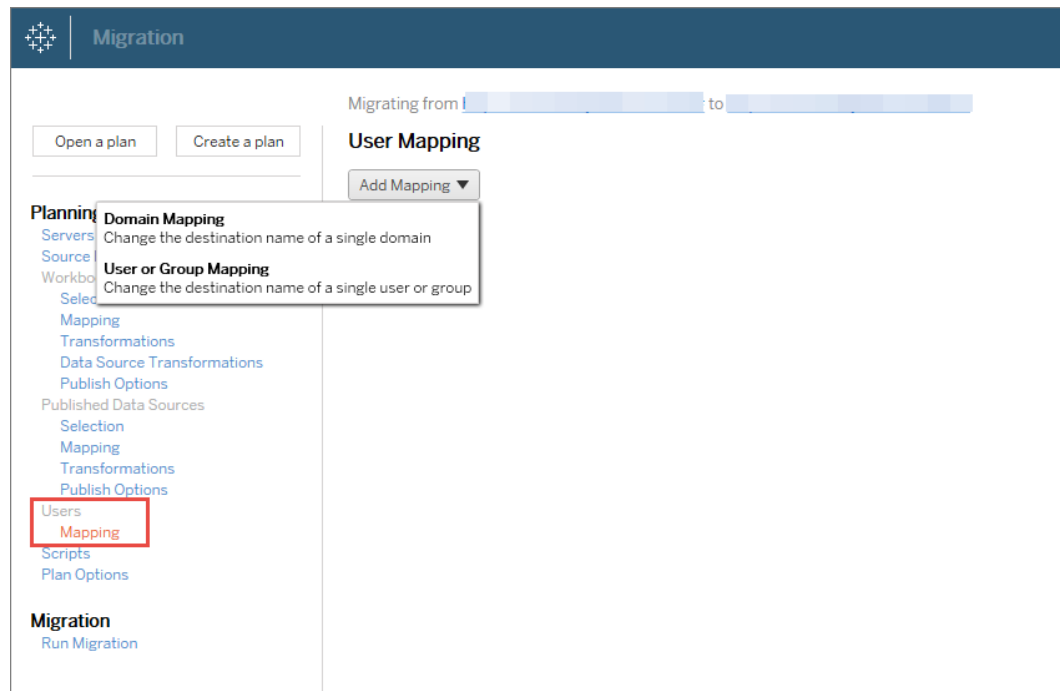 Migration
Migrating from to
Open a plan
Create a plan
User Mapping
Add Mapping ▼
Planning
Domain Mapping
Change the destination name of a single domain
User or Group Mapping
Change the destination name of a single user or group
Servers
Source
Mapping
Transformations
Data Source Transformations
Publish Options
Published Data Sources
Selection
Mapping
Transformations
Publish Options
Users
Mapping
Scripts
Plan Options
Migration
Run Migration